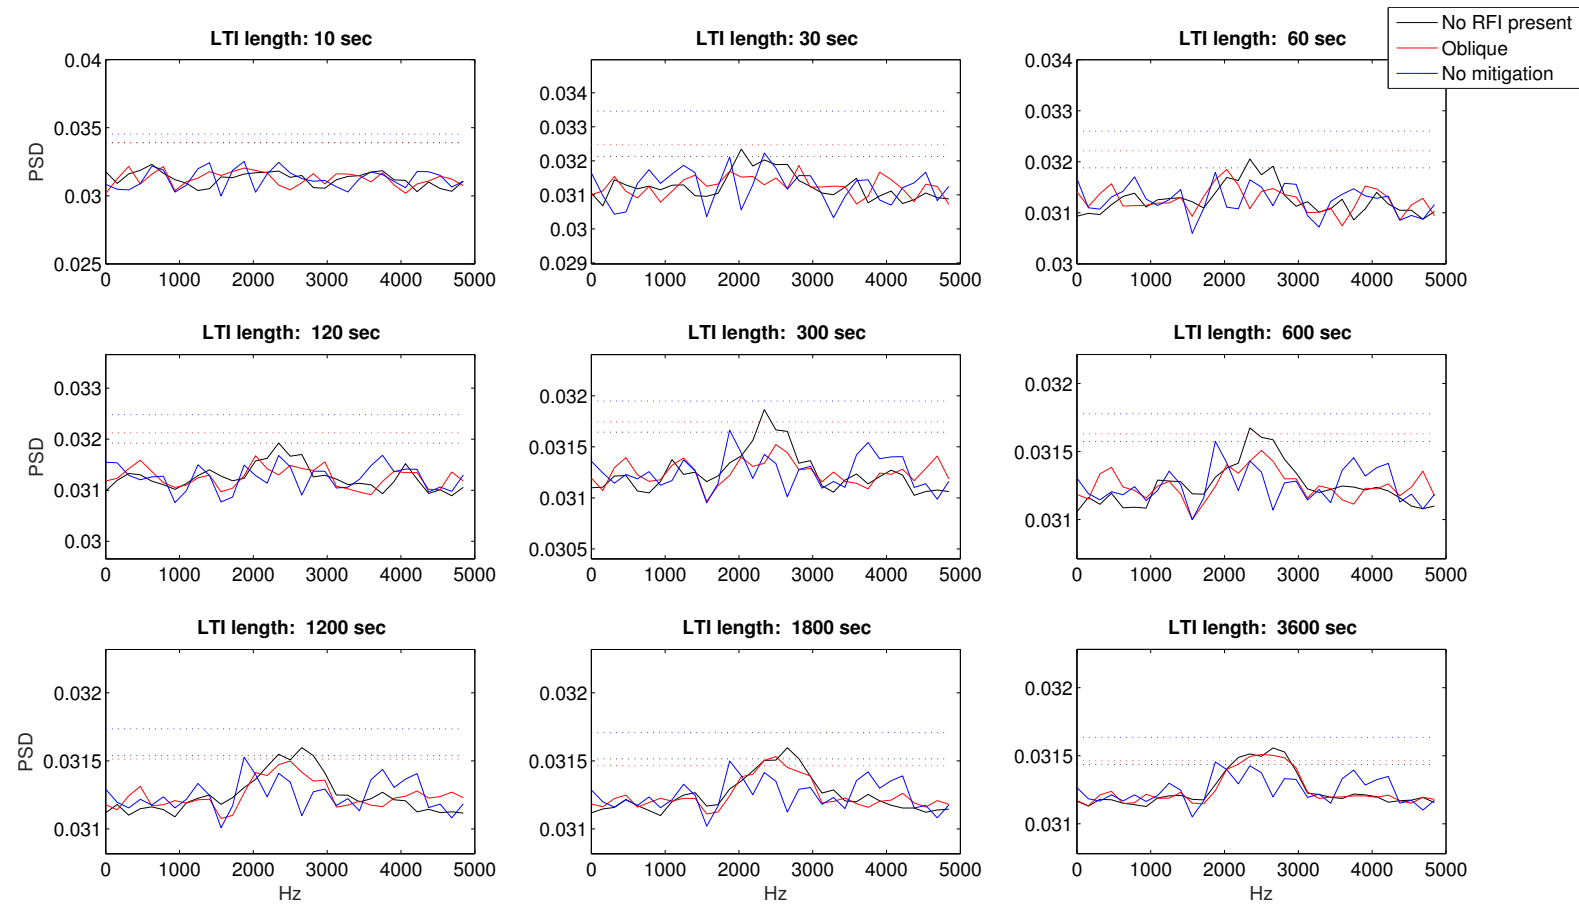 No RFI present
Oblique
No mitigation
LTI length: 10 sec
LTI length: 30 sec
LTI length:  60 sec
PSD
0.04
0.035
0.03
0.025
0 1000 2000 3000 4000 5000
0.034
0.033
0.032
0.031
0.03
0.029
0 1000 2000 3000 4000 5000
0.034
0.033
0.032
0.031
0.03
0 1000 2000 3000 4000 5000
LTI length:  120 sec
LTI length:  300 sec
LTI length:  600 sec
PSD
0.033
0.032
0.031
0.03
0 1000 2000 3000 4000 5000
0.032
0.0315
0.031
0.0305
0 1000 2000 3000 4000 5000
0.032
0.0315
0.031
0 1000 2000 3000 4000 5000
LTI length:  1200 sec
LTI length:  1800 sec
LTI length:  3600 sec
PSD
0.032
0.0315
0.031
0 1000 2000 3000 4000 5000
Hz
0.032
0.0315
0.031
0 1000 2000 3000 4000 5000
Hz
0.032
0.0315
0.031
0 1000 2000 3000 4000 5000
Hz